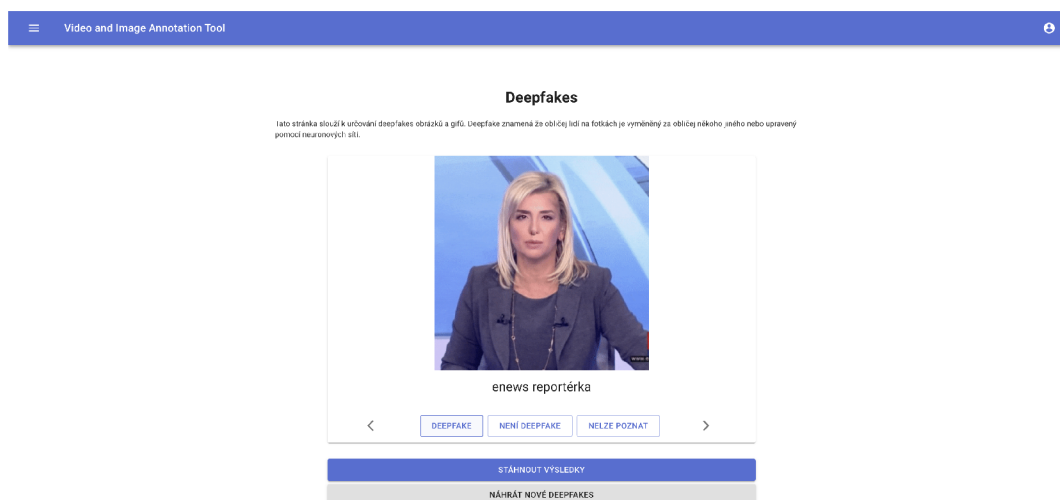 Video and Image Annotation Tool
Deepfakes
Tato stránka slouží k určování deepfakes obrázků a gifů. Deepfake znamená že obličej lidí na fotkách je vyměněný za obličej někoho jiného nebo upravený
pomocí neuronových sítí.
www.e
enews reportérka
DEEPFAKE NENÍ DEEPFAKE NELZE POZNAT
STÁHNOUT VÝSLEDKY
NÁHRÁT NOVÉ DEEPFAKES